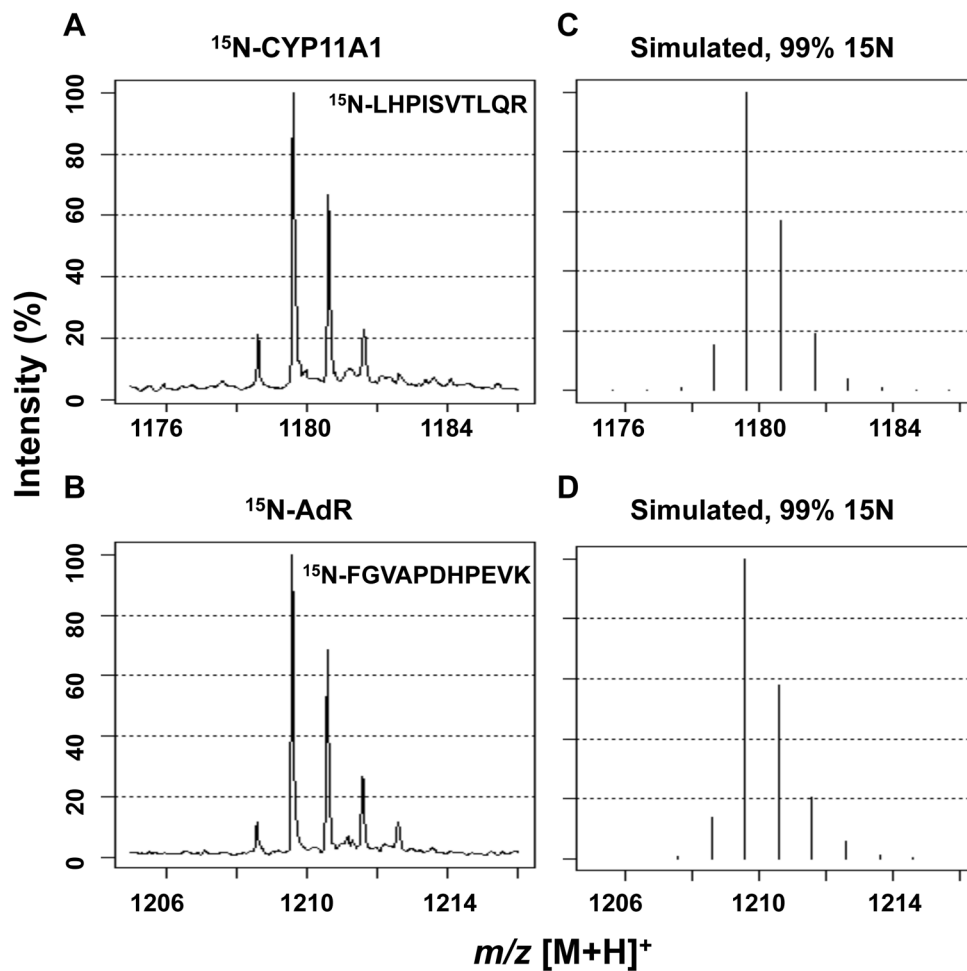 A
¹⁵N-CYP11A1
¹⁵N-LHPISVTLQR
100
80
60
40
20
0
1176
1180
1184
C
Simulated, 99% 15N
1176
1180
1184
Intensity (%)
B
¹⁵N-AdR
¹⁵N-FGVAPDHPEVK
100
80
60
40
20
0
1206
1210
1214
D
Simulated, 99% 15N
1206
1210
1214
m/z [M+H]⁺